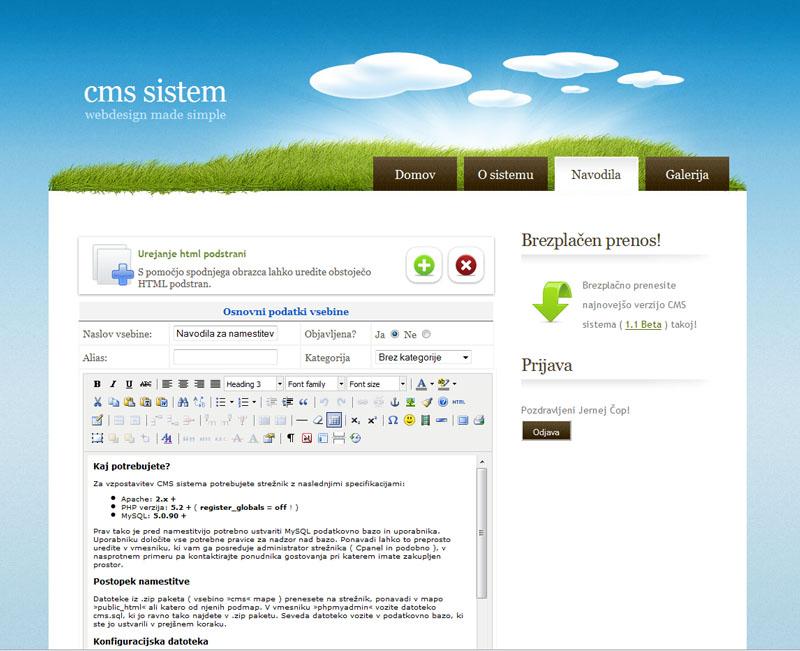 cms sistem
webdesign made simple
Domov
O sistemu
Navodila
Galerija
Urejanje html podstrani
S pomočjo spodnjega obrazca lahko uredite obstoječo
HTML podstran.
Osnovni podatki vsebine
Naslov vsebine: Navodila za namestitev Objavljena? Ja Ne
Alias: Kategorija Brez kategorije
B I U ABC Heading 3 Font family Font size A ab
HTML
Kaj potrebujete?
Za vzpostavitev CMS sistema potrebujete strežnik z naslednjimi specifikacijami:
Apache: 2.x +
PHP verzija: 5.2 + ( register_globals = off ! )
MySQL: 5.0.90 +
Prav tako je pred namestitvijo potrebno ustvariti MySQL podatkovno bazo in uporabnika.
Uporabniku določite vse potrebne pravice za nadzor nad bazo. Ponavadi lahko to preprosto
uredite v vmesniku, ki vam ga posreduje administrator strežnika ( Cpanel in podobno ), v
nasprotnem primeru pa kontaktirajte ponudnika gostovanja pri katerem imate zakupljen
prostor.
Postopek namestitve
Datoteke iz .zip paketa ( vsebino »cms« mape ) prenesete na strežnik, ponavadi v mapo
»public_html« ali katero od njenih podmap. V vmesniku »phpmyadmin« vozite datoteko
cms.sql, ki jo ravno tako najdete v .zip paketu. Seveda datoteko vozite v podatkovno bazo, ki
ste jo ustvarili v prejšnem koraku.
Konfiguracijska datoteka
Brezplačen prenos!
Brezplačno prenesite
najnovejšo verzijo CMS
sistema ( 1.1 Beta ) takoj!
Prijava
Pozdravljeni Jernej Čop!
Odjava